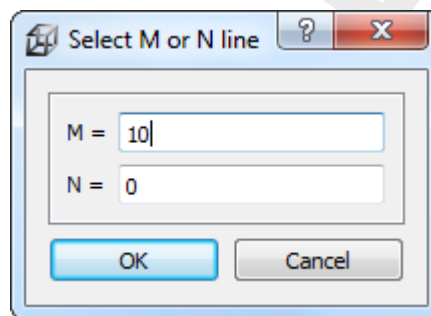 Select M or N line
M = 10
N = 0
OK Cancel